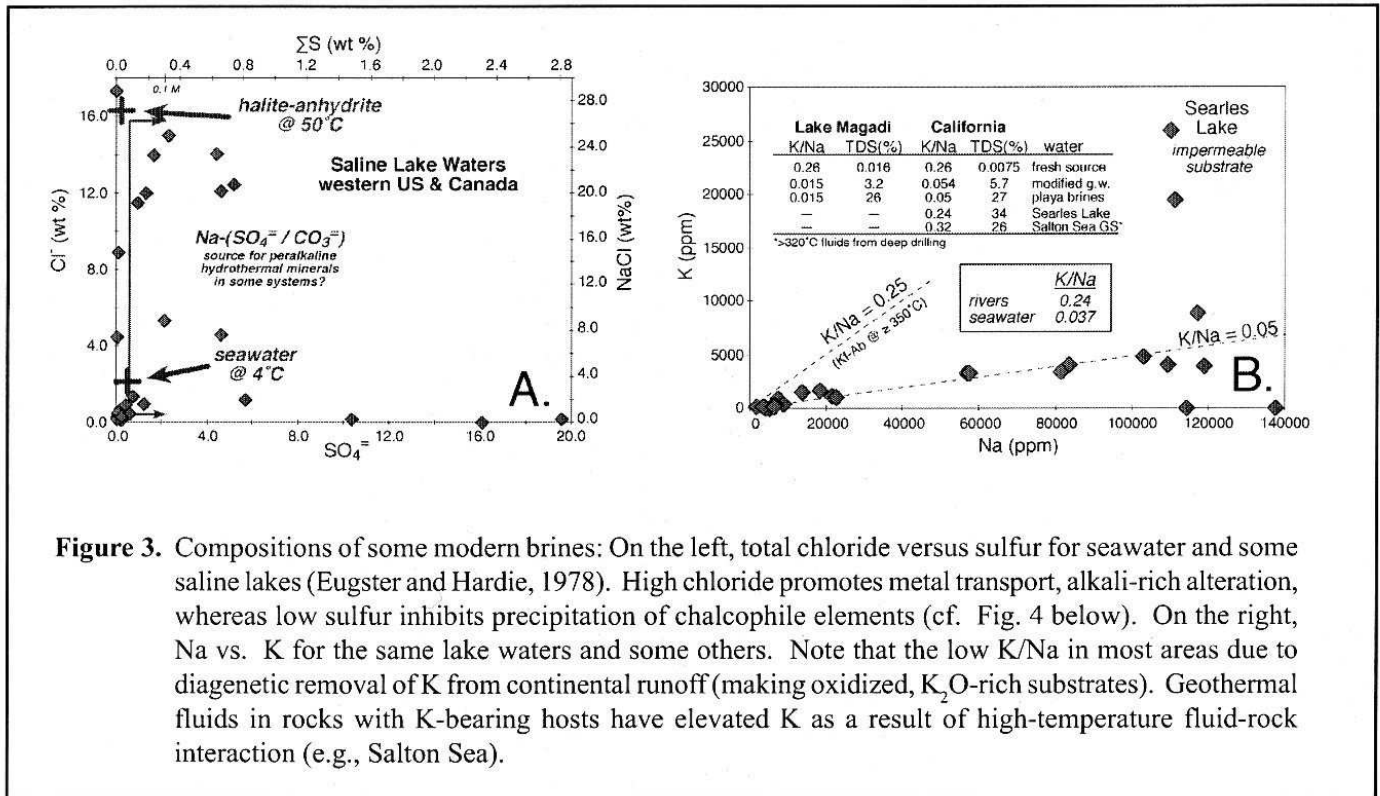 ΣS (wt %)
0.0 0.4 0.8 1.2 1.6 2.0 2.4 2.8
0.1 M
16.0
12.0
8.0
4.0
0.0
Cl⁻ (wt %)
halite-anhydrite
@ 50°C
Saline Lake Waters
western US & Canada
Na-(SO₄⁼ / CO₃⁼)
source for peralkaline
hydrothermal minerals
in some systems?
seawater
@ 4°C
A.
28.0
24.0
20.0
16.0
12.0
8.0
4.0
0.0
NaCl (wt%)
0.0 4.0 8.0 12.0 16.0 20.0
SO₄⁼
30000
25000
20000
15000
10000
5000
0
K (ppm)
Lake Magadi California
K/Na TDS(%) K/Na TDS(%) water
0.26 0.016 0.26 0.0075 fresh source
0.015 3.2 0.054 5.7 modified g.w.
0.015 26 0.05 27 playa brines
— — 0.24 34 Searles Lake
— — 0.32 26 Salton Sea GS*
*>320°C fluids from deep drilling
Searles
Lake
impermeable
substrate
K/Na
rivers 0.24
seawater 0.037
K/Na = 0.25
(Kf-Ab @ ≥ 350°C)
K/Na = 0.05
B.
0 20000 40000 60000 80000 100000 120000 140000
Na (ppm)
Figure 3. Compositions of some modern brines: On the left, total chloride versus sulfur for seawater and some
saline lakes (Eugster and Hardie, 1978). High chloride promotes metal transport, alkali-rich alteration,
whereas low sulfur inhibits precipitation of chalcophile elements (cf. Fig. 4 below). On the right,
Na vs. K for the same lake waters and some others. Note that the low K/Na in most areas due to
diagenetic removal of K from continental runoff (making oxidized, K₂O-rich substrates). Geothermal
fluids in rocks with K-bearing hosts have elevated K as a result of high-temperature fluid-rock
interaction (e.g., Salton Sea).